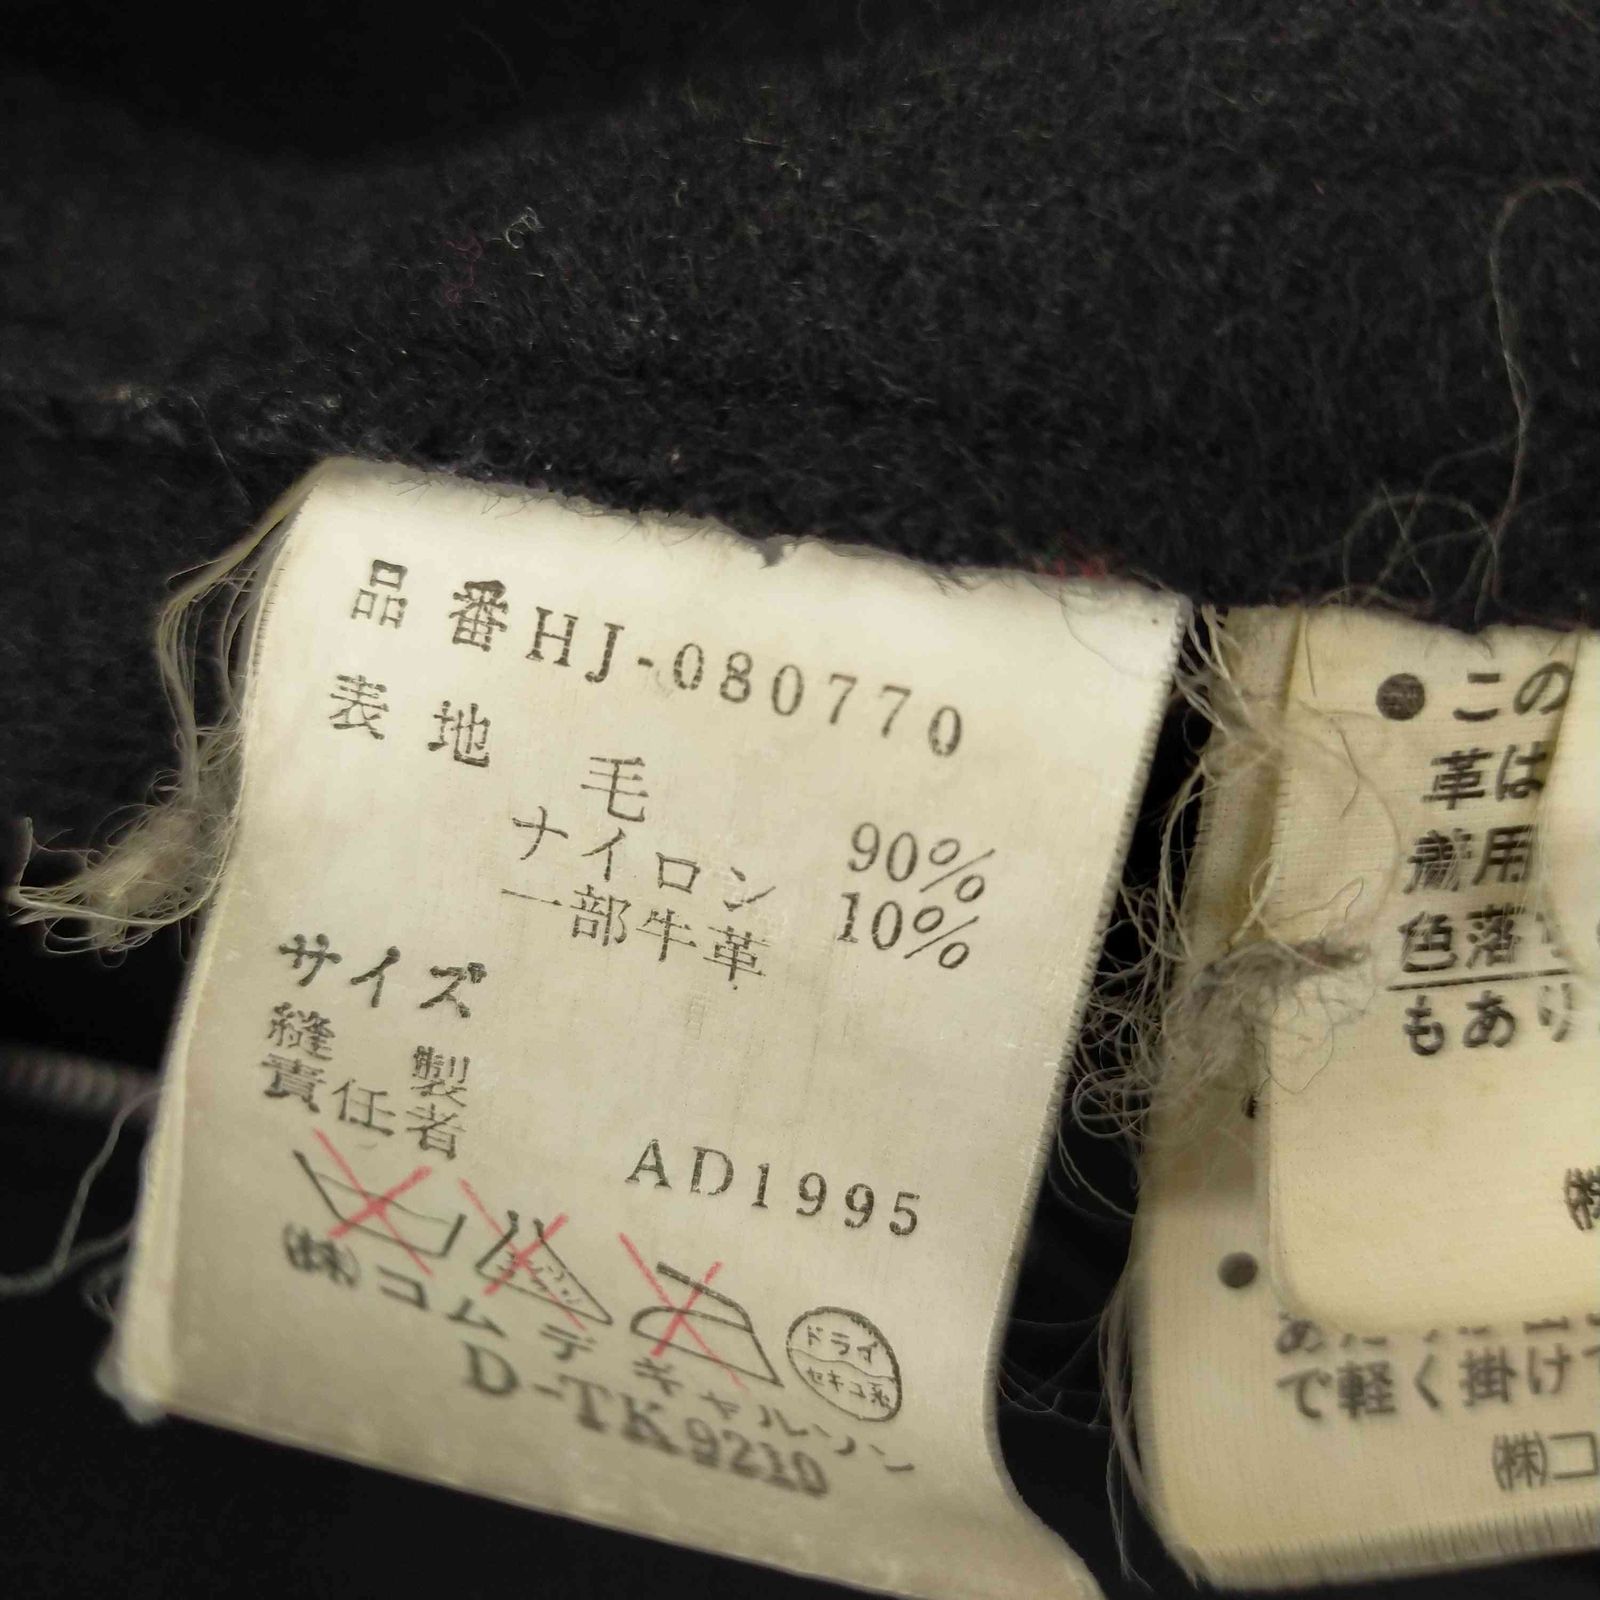 品番 HJ-080770
表地
毛 90%
ナイロン 10%
一部牛革
サイズ
縫製
責任者
AD1995
ドライ
セキユ系
㈱コムデギャルソン
D-TK9210
●この
革は
着用
色落
もあり
㈱
●
で軽く掛けて
㈱コ